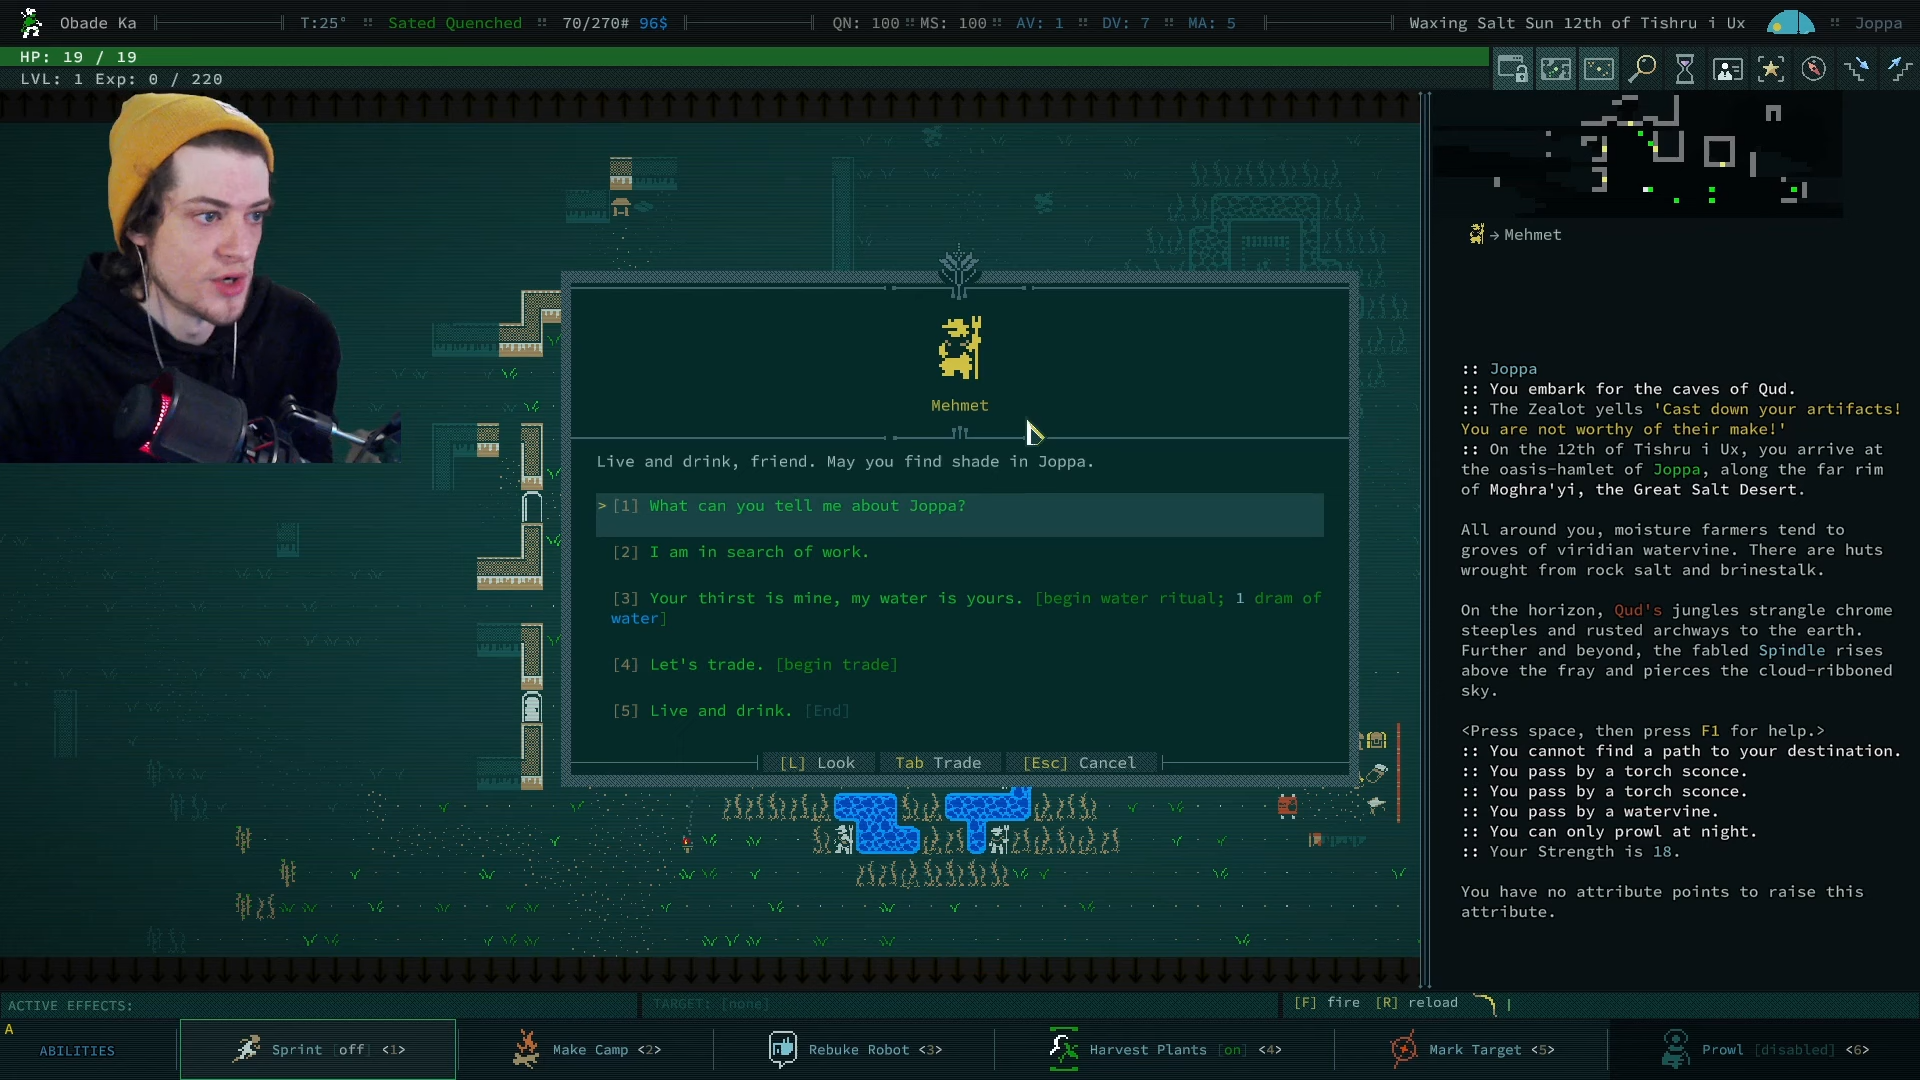 Obade Ka
T:25° :: Sated Quenched :: 70/270# 96$
QN: 100 :: MS: 100 :: AV: 1 :: DV: 7 :: MA: 5
Waxing Salt Sun 12th of Tishru i Ux
:: Joppa
HP: 19 / 19
LVL: 1 Exp: 0 / 220
Mehmet
Live and drink, friend. May you find shade in Joppa.
> [1] What can you tell me about Joppa?
[2] I am in search of work.
[3] Your thirst is mine, my water is yours. [begin water ritual; 1 dram of
water]
[4] Let's trade. [begin trade]
[5] Live and drink. [End]
[L] Look
Tab Trade
[Esc] Cancel
→ Mehmet
:: Joppa
:: You embark for the caves of Qud.
:: The Zealot yells 'Cast down your artifacts!
You are not worthy of their make!'
:: On the 12th of Tishru i Ux, you arrive at
the oasis-hamlet of Joppa, along the far rim
of Moghra'yi, the Great Salt Desert.
All around you, moisture farmers tend to
groves of viridian watervine. There are huts
wrought from rock salt and brinestalk.
On the horizon, Qud's jungles strangle chrome
steeples and rusted archways to the earth.
Further and beyond, the fabled Spindle rises
above the fray and pierces the cloud-ribboned
sky.
<Press space, then press F1 for help.>
:: You cannot find a path to your destination.
:: You pass by a torch sconce.
:: You pass by a torch sconce.
:: You pass by a watervine.
:: You can only prowl at night.
:: Your Strength is 18.
You have no attribute points to raise this
attribute.
ACTIVE EFFECTS:
TARGET: [none]
[F] fire [R] reload
A
ABILITIES
Sprint [off] <1>
Make Camp <2>
Rebuke Robot <3>
Harvest Plants [on] <4>
Mark Target <5>
Prowl [disabled] <6>